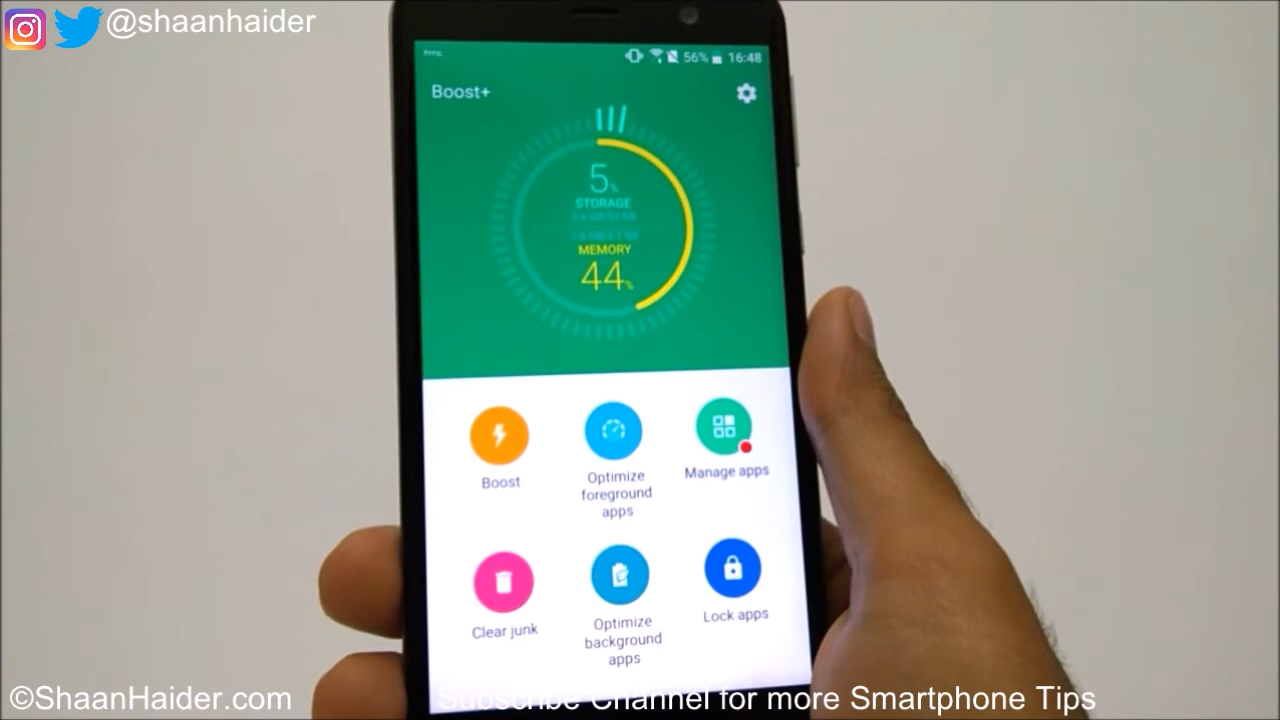 @shaanhaider
htc
56% 16:48
Boost+
5%
STORAGE
MEMORY
44%
Boost
Optimize
foreground
apps
Manage apps
Clear junk
Optimize
background
apps
Lock apps
©ShaanHaider.com
Subscribe Channel for more Smartphone Tips